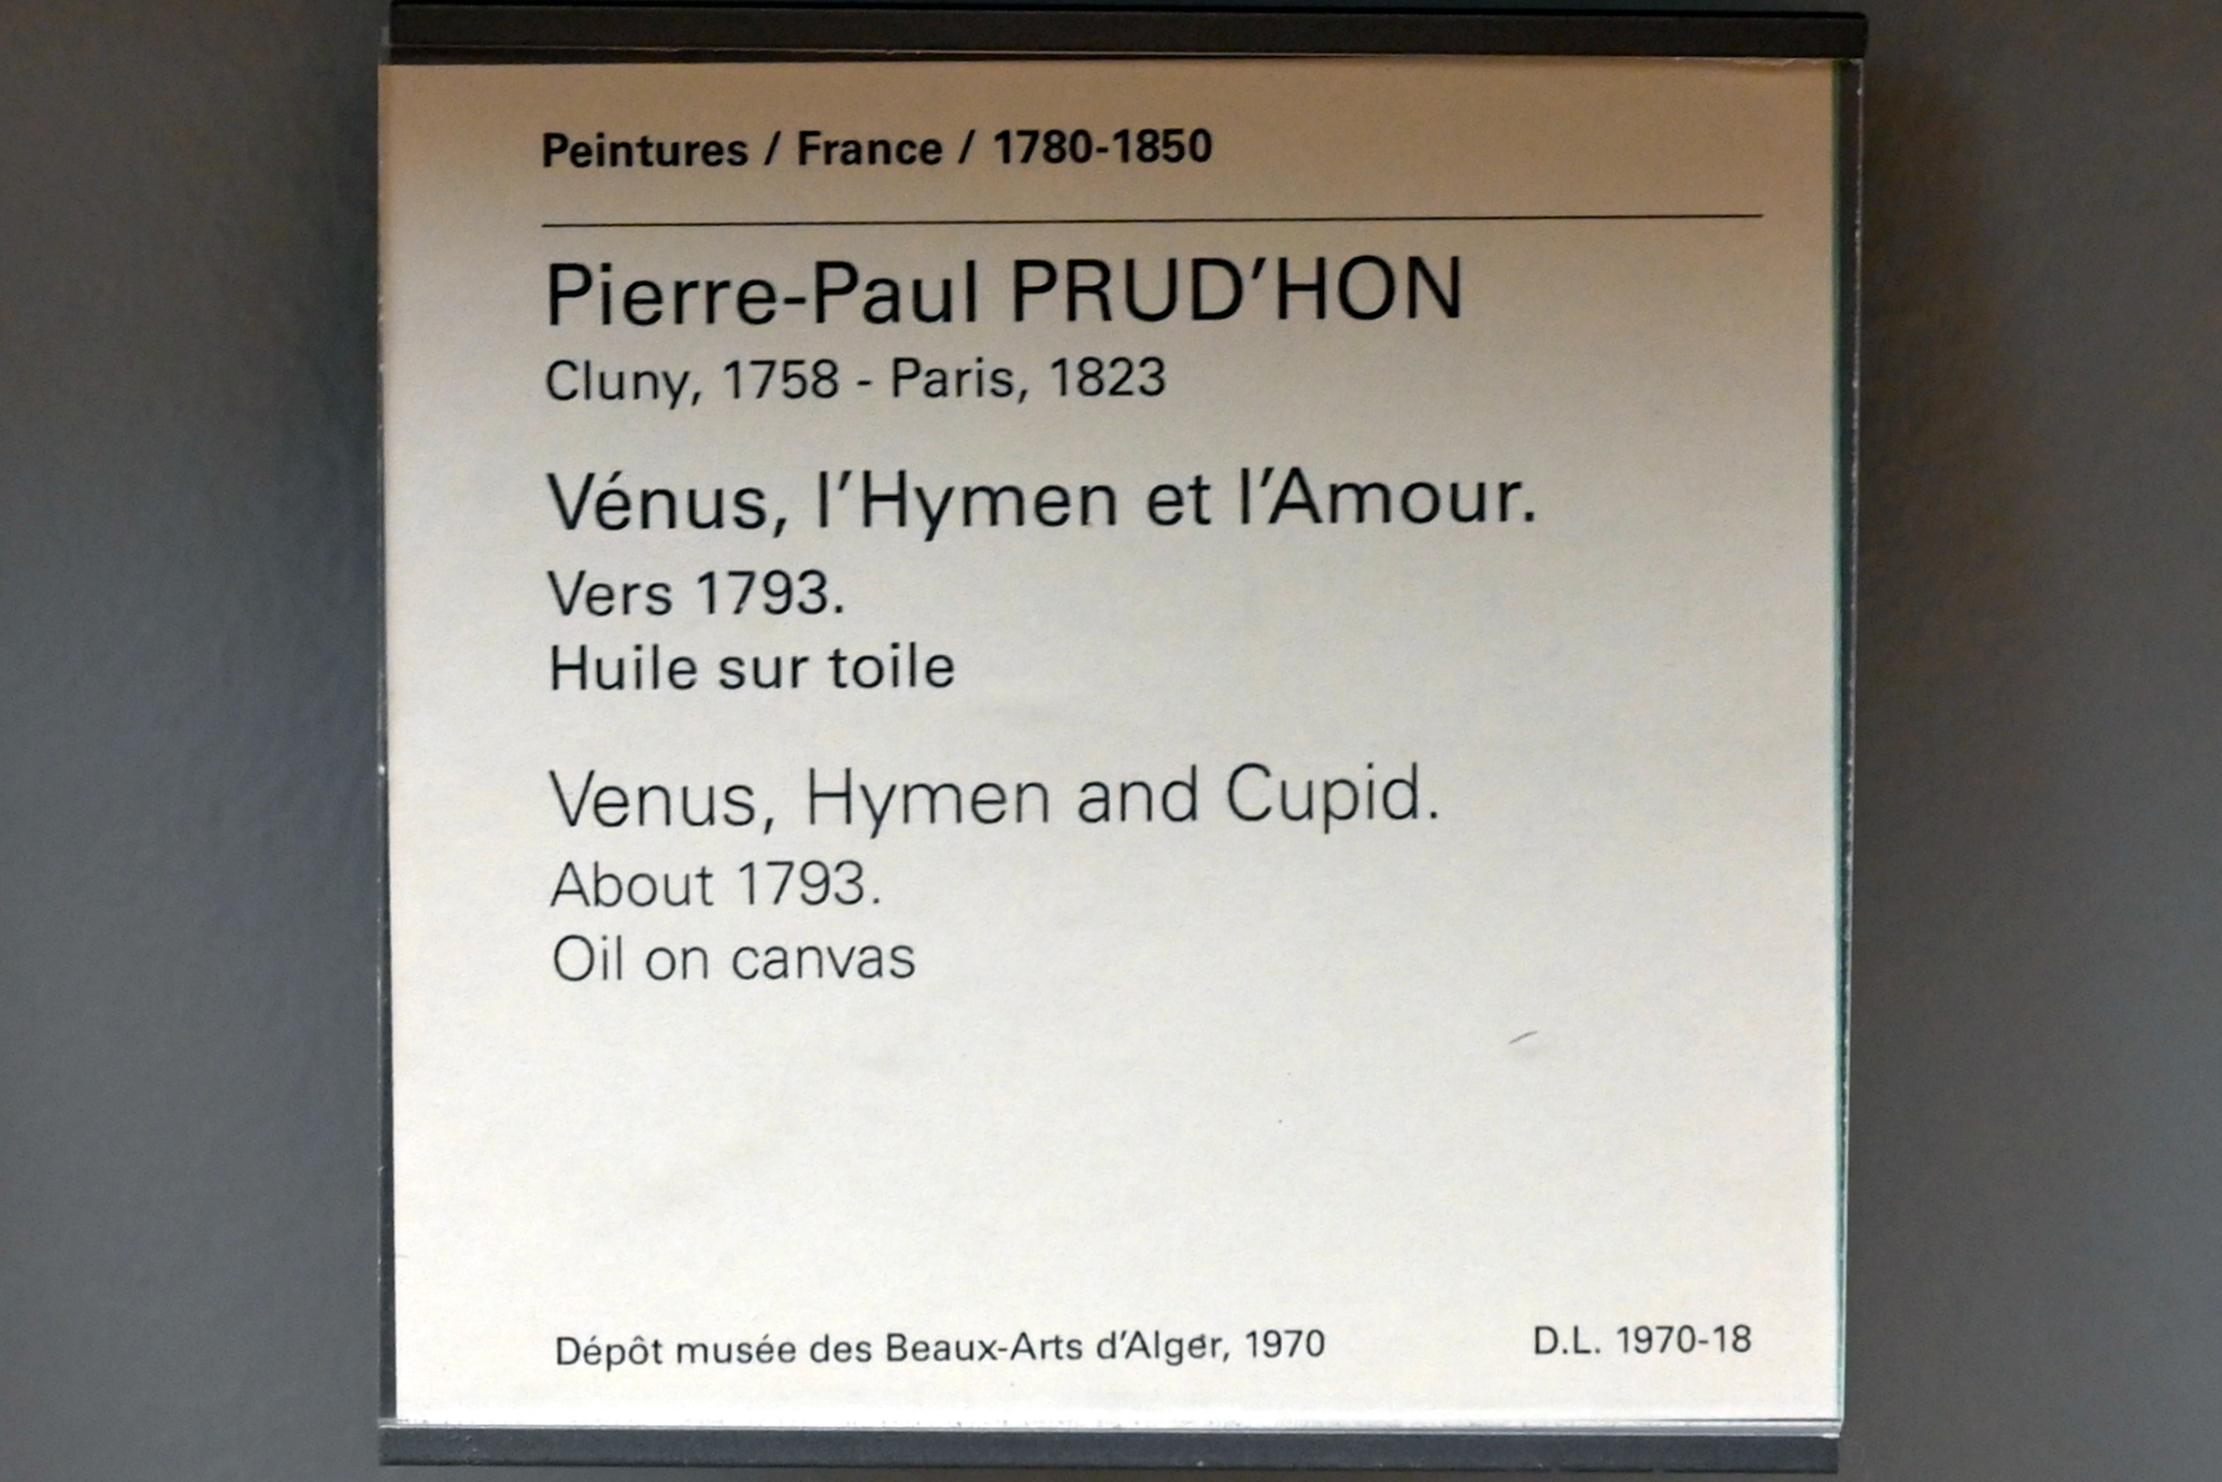 Peintures / France / 1780-1850
Pierre-Paul PRUD'HON
Cluny, 1758 - Paris, 1823
Vénus, l'Hymen et l'Amour.
Vers 1793.
Huile sur toile
Venus, Hymen and Cupid.
About 1793.
Oil on canvas
Dépôt musée des Beaux-Arts d'Alger, 1970 D.L. 1970-18